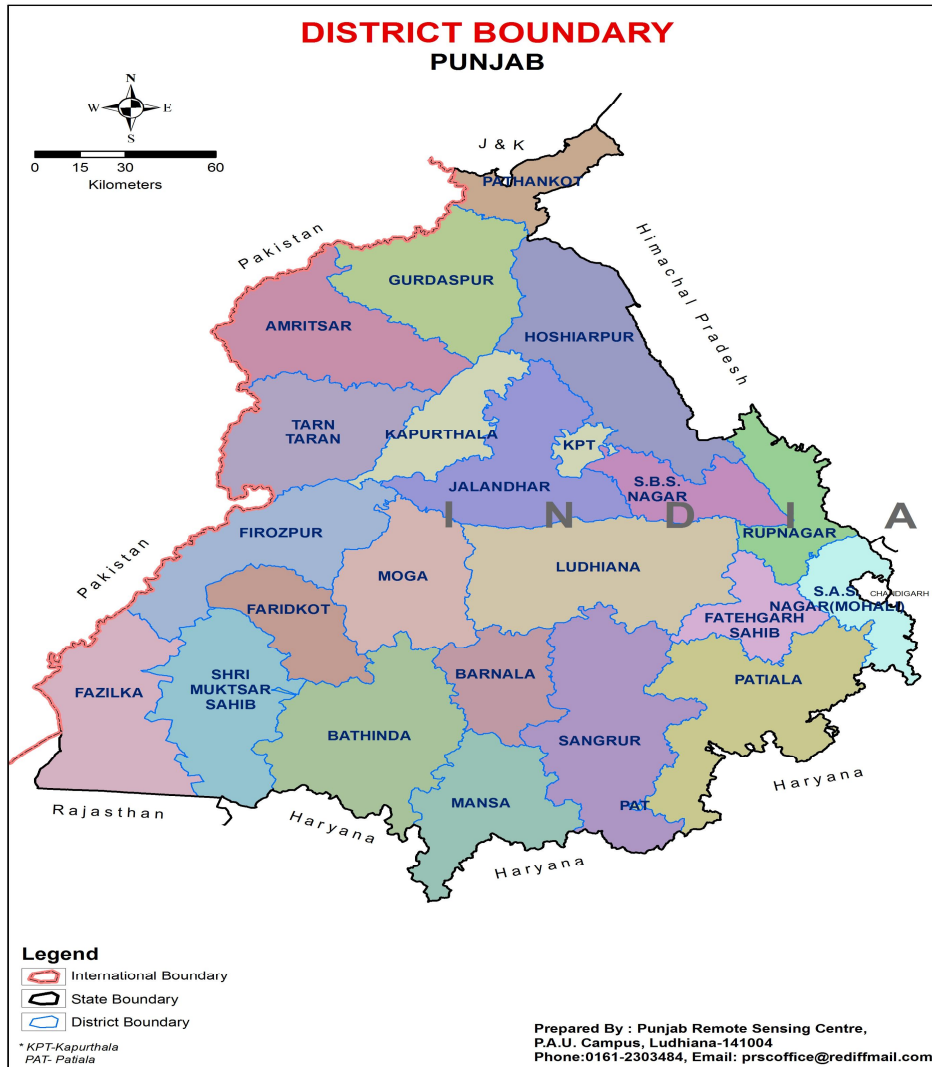 DISTRICT BOUNDARY
PUNJAB
N
W E
S
0 15 30 60
Kilometers
J & K
PATHANKOT
Pakistan
Himachal Pradesh
GURDASPUR
AMRITSAR
HOSHIARPUR
TARN
TARAN
KAPURTHALA
KPT
JALANDHAR
S.B.S.
NAGAR
I N D I A
FIROZPUR
RUPNAGAR
Pakistan
MOGA
LUDHIANA
S.A.S
NAGAR(MOHALI)
CHANDIGARH
FARIDKOT
FATEHGARH
SAHIB
FAZILKA
SHRI
MUKTSAR
SAHIB
BARNALA
PATIALA
BATHINDA
SANGRUR
MANSA
PAT
Rajasthan
Haryana
Haryana
Haryana
Legend
International Boundary
State Boundary
District Boundary
* KPT-Kapurthala
PAT- Patiala
Prepared By : Punjab Remote Sensing Centre,
P.A.U. Campus, Ludhiana-141004
Phone:0161-2303484, Email: prscoffice@rediffmail.com